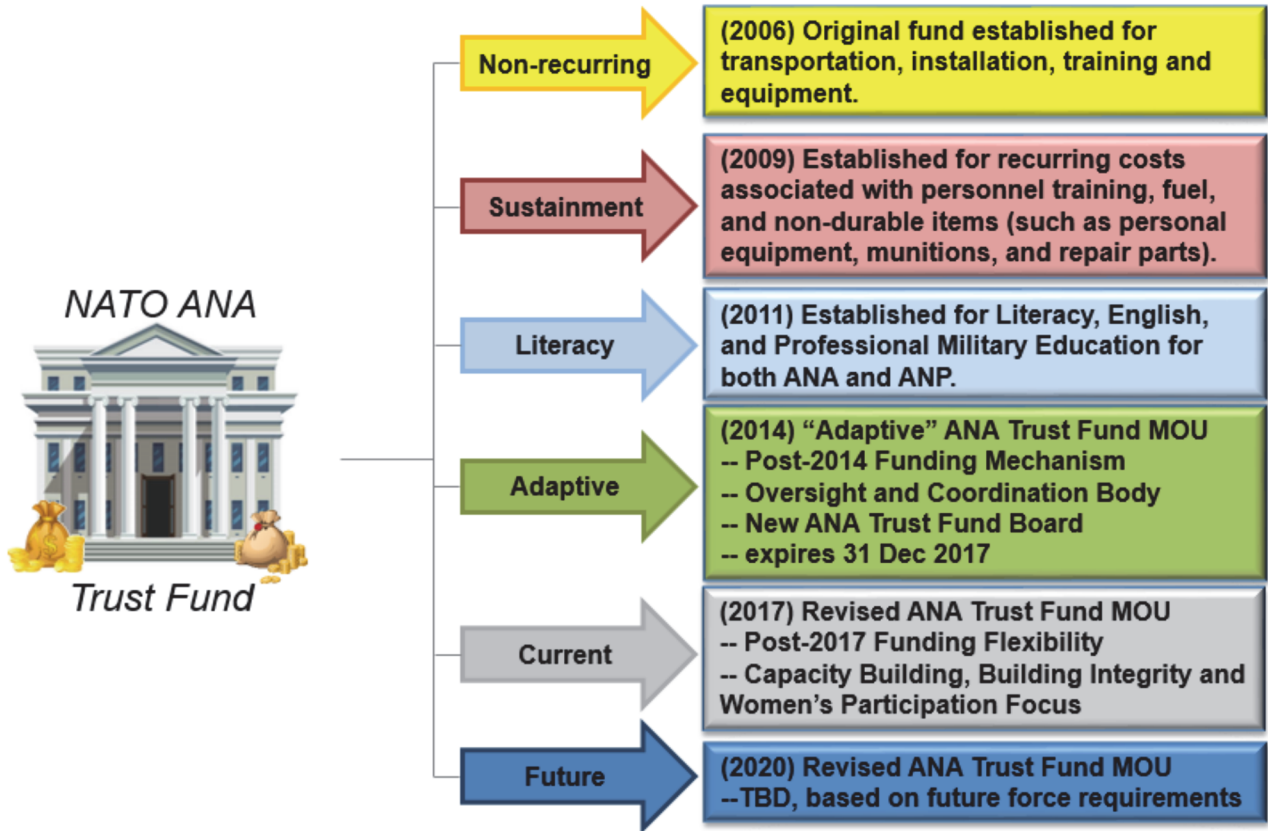 NATO ANA
Trust Fund
Non-recurring
(2006) Original fund established for
transportation, installation, training and
equipment.
Sustainment
(2009) Established for recurring costs
associated with personnel training, fuel,
and non-durable items (such as personal
equipment, munitions, and repair parts).
Literacy
(2011) Established for Literacy, English,
and Professional Military Education for
both ANA and ANP.
Adaptive
(2014) “Adaptive” ANA Trust Fund MOU
-- Post-2014 Funding Mechanism
-- Oversight and Coordination Body
-- New ANA Trust Fund Board
-- expires 31 Dec 2017
Current
(2017) Revised ANA Trust Fund MOU
-- Post-2017 Funding Flexibility
-- Capacity Building, Building Integrity and
Women’s Participation Focus
Future
(2020) Revised ANA Trust Fund MOU
--TBD, based on future force requirements